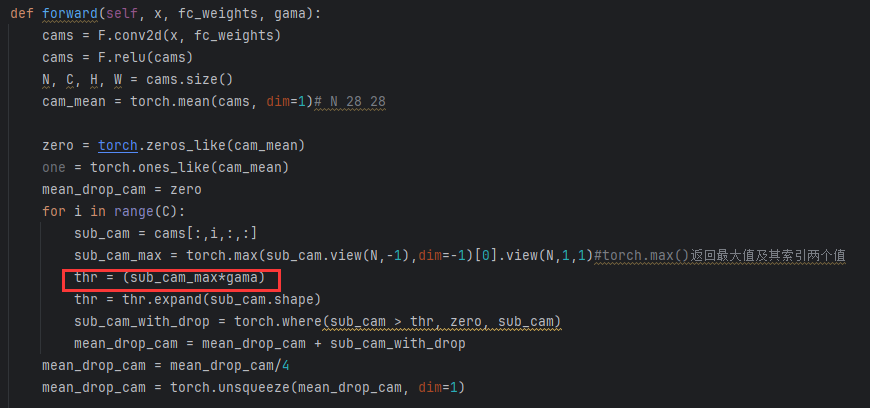 def forward(self, x, fc_weights, gama):
    cams = F.conv2d(x, fc_weights)
    cams = F.relu(cams)
    N, C, H, W = cams.size()
    cam_mean = torch.mean(cams, dim=1)# N 28 28
    zero = torch.zeros_like(cam_mean)
    one = torch.ones_like(cam_mean)
    mean_drop_cam = zero
    for i in range(C):
        sub_cam = cams[:,i,:,:]
        sub_cam_max = torch.max(sub_cam.view(N,-1),dim=-1)[0].view(N,1,1)#torch.max()返回最大值及其索引两个值
        thr = (sub_cam_max*gama)
        thr = thr.expand(sub_cam.shape)
        sub_cam_with_drop = torch.where(sub_cam > thr, zero, sub_cam)
        mean_drop_cam = mean_drop_cam + sub_cam_with_drop
    mean_drop_cam = mean_drop_cam/4
    mean_drop_cam = torch.unsqueeze(mean_drop_cam, dim=1)